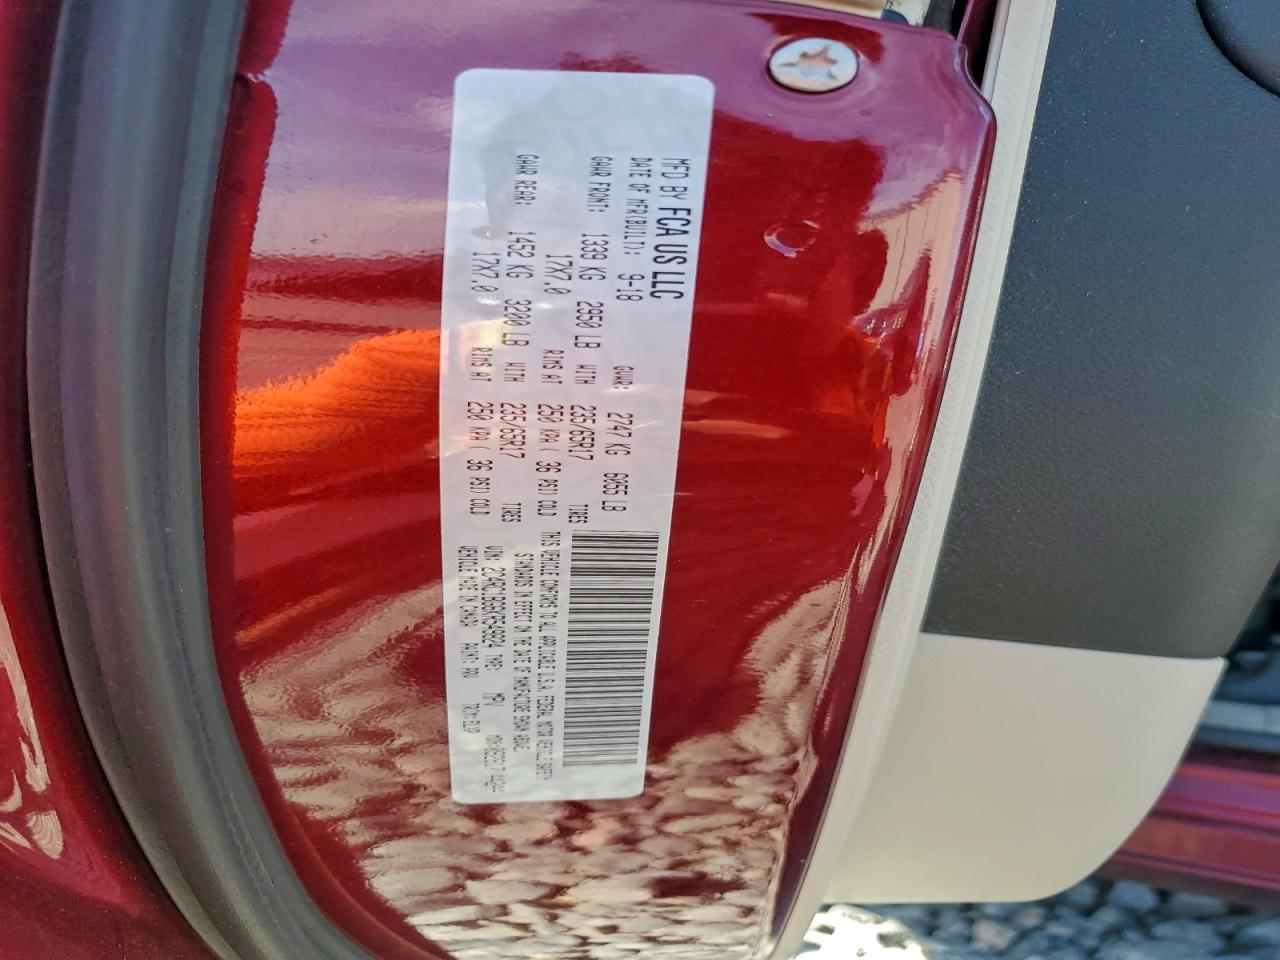 MFD BY FCA US LLC
DATE OF MFR(BUILT): 9-18 GVWR: 2747 KG 6055 LB
GAWR FRONT: 1339 KG 2950 LB WITH 235/65R17 TIRES
17X7.0 RIMS AT 250 KPA ( 36 PSI) COLD
GAWR REAR: 1452 KG 3200 LB WITH 235/65R17 TIRES
17X7.0 RIMS AT 250 KPA ( 36 PSI) COLD
THIS VEHICLE CONFORMS TO ALL APPLICABLE U.S.A. FEDERAL MOTOR VEHICLE SAFETY
STANDARDS IN EFFECT ON THE DATE OF MANUFACTURE SHOWN ABOVE.
VIN: TYPE: MPV
VEHICLE MADE IN CANADA PAINT: PRV